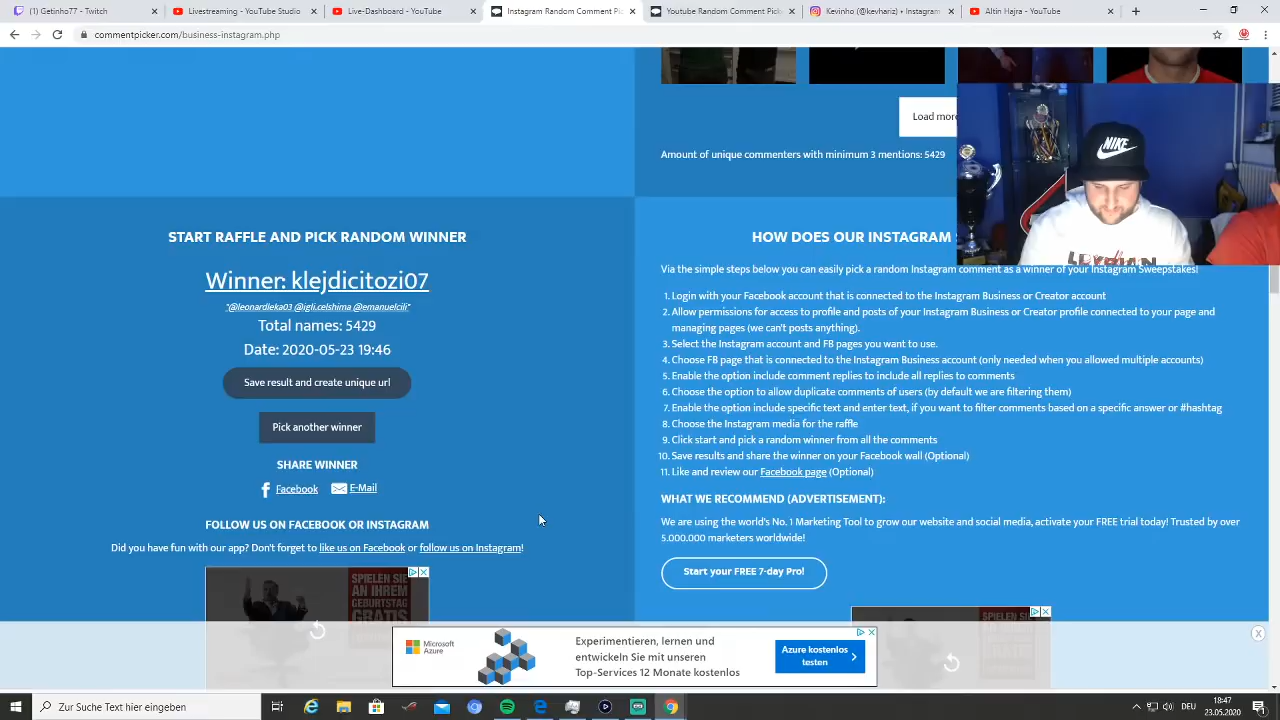 (1) Getinho77 - Twitch
Livestreaming - YouTube Studio
Live-Dashboard - YouTube
Instagram Random Comment Pi
Youtube Random Comment Picke
Kevinho (@kevhariz) • Instagram
Altin Hajra - YouTube
commentpicker.com/business-instagram.php
Load more
Amount of unique commenters with minimum 3 mentions: 5429
START RAFFLE AND PICK RANDOM WINNER
Winner: klejdicitozi07
"@leonardleka03 @igli.celshima @emanuelcili"
Total names: 5429
Date: 2020-05-23 19:46
Save result and create unique url
Pick another winner
SHARE WINNER
Facebook
E-Mail
FOLLOW US ON FACEBOOK OR INSTAGRAM
Did you have fun with our app? Don't forget to like us on Facebook or follow us on Instagram!
HOW DOES OUR INSTAGRAM
Via the simple steps below you can easily pick a random Instagram comment as a winner of your Instagram Sweepstakes!
1. Login with your Facebook account that is connected to the Instagram Business or Creator account
2. Allow permissions for access to profile and posts of your Instagram Business or Creator profile connected to your page and
managing pages (we can't posts anything).
3. Select the Instagram account and FB pages you want to use.
4. Choose FB page that is connected to the Instagram Business account (only needed when you allowed multiple accounts)
5. Enable the option include comment replies to include all replies to comments
6. Choose the option to allow duplicate comments of users (by default we are filtering them)
7. Enable the option include specific text and enter text, if you want to filter comments based on a specific answer or #hashtag
8. Choose the Instagram media for the raffle
9. Click start and pick a random winner from all the comments
10. Save results and share the winner on your Facebook wall (Optional)
11. Like and review our Facebook page (Optional)
WHAT WE RECOMMEND (ADVERTISEMENT):
We are using the world's No. 1 Marketing Tool to grow our website and social media, activate your FREE trial today! Trusted by over
5.000.000 marketers worldwide!
Start your FREE 7-day Pro!
NIKE
SPIELEN SIE
AN IHREM
GEBURTSTAG
GRATIS
SPIELEN SIE
AN IHREM
GEBURTSTAG
GRATIS
Microsoft
Azure
Experimentieren, lernen und
entwickeln Sie mit unseren
Top-Services 12 Monate kostenlos
Azure kostenlos
testen
Zur Suche Text hier eingeben
DEU
18:47
23.05.2020